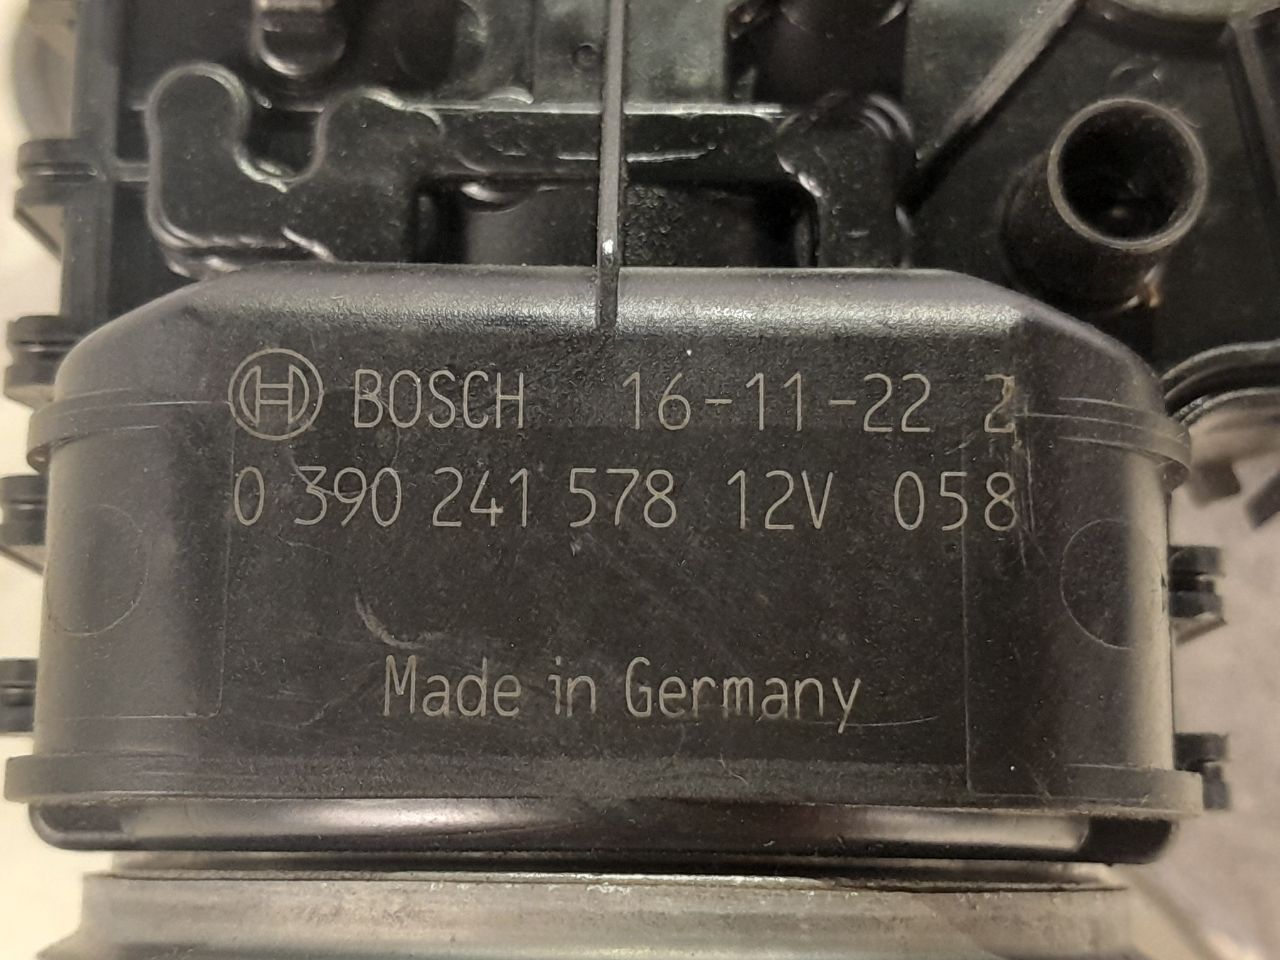 BOSCH 16-11-22 2
0 390 241 578 12V 058
Made in Germany